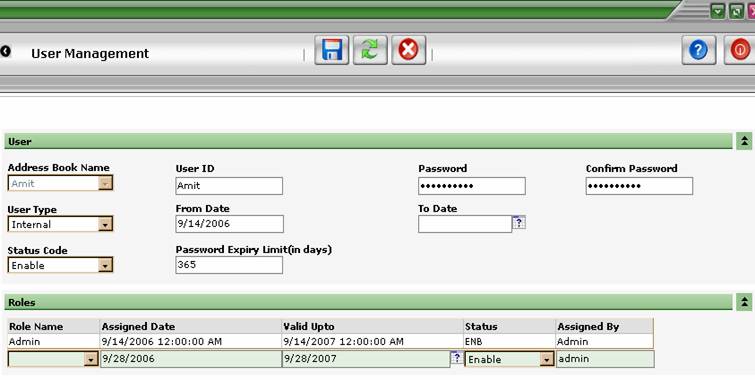 User Management
User
Address Book Name User ID Password Confirm Password
Amit Amit •••••••••• ••••••••••
User Type From Date To Date
Internal 9/14/2006
Status Code Password Expiry Limit(in days)
Enable 365
Roles
Role Name Assigned Date Valid Upto Status Assigned By
Admin 9/14/2006 12:00:00 AM 9/14/2007 12:00:00 AM ENB Admin
9/28/2006 9/28/2007 Enable admin